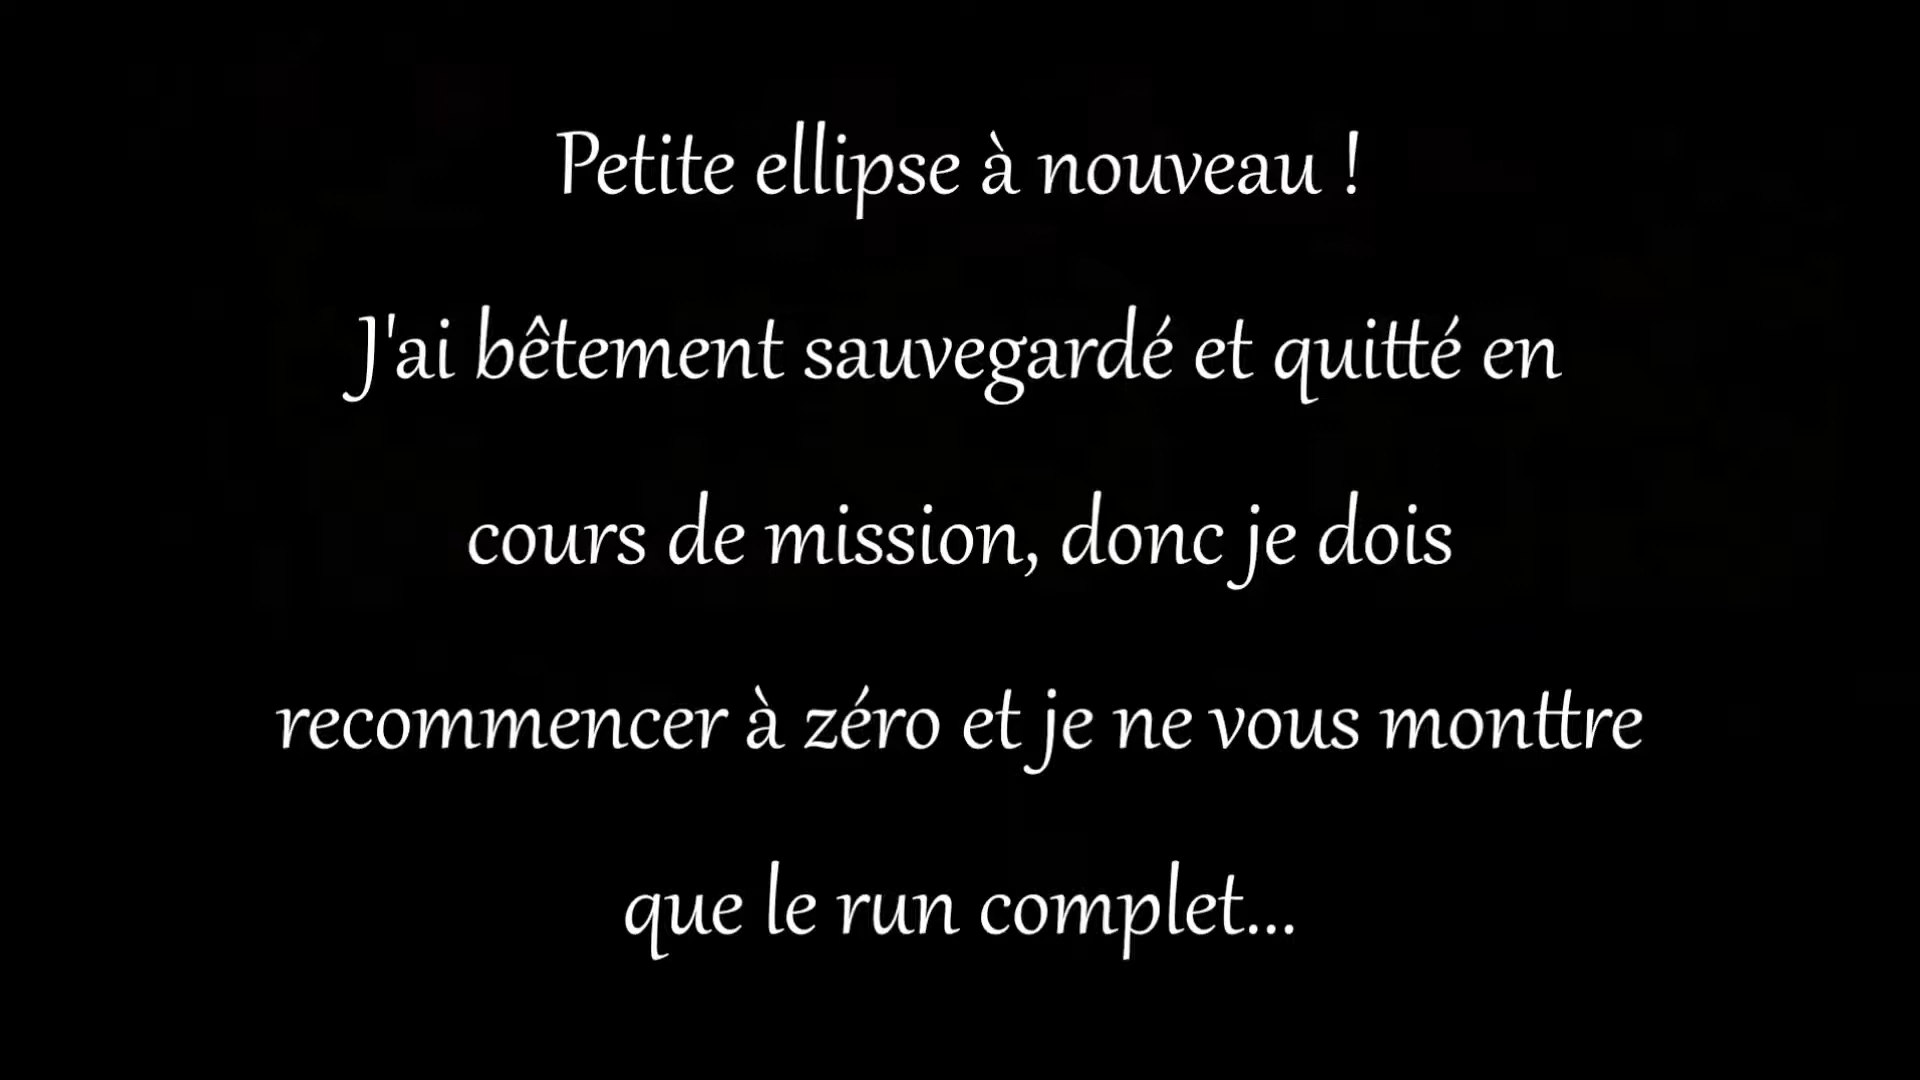 Petite ellipse à nouveau !
J'ai bêtement sauvegardé et quitté en
cours de mission, donc je dois
recommencer à zéro et je ne vous monttre
que le run complet...